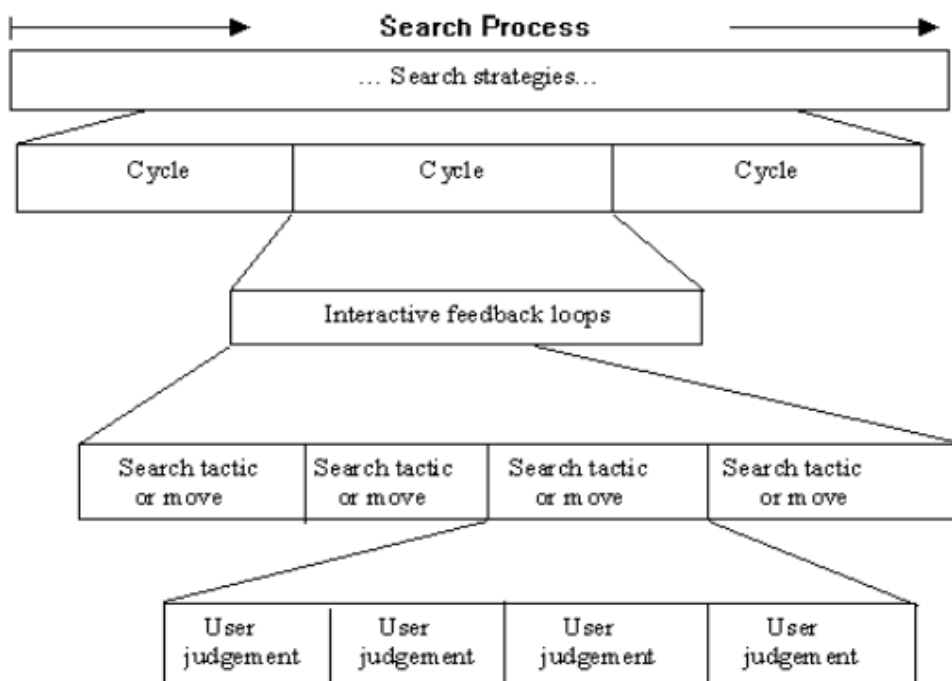 Search Process
... Search strategies...
Cycle Cycle Cycle
Interactive feedback loops
Search tactic Search tactic Search tactic Search tactic
or move or move or move or move
User User User User
judgement judgement judgement judgement